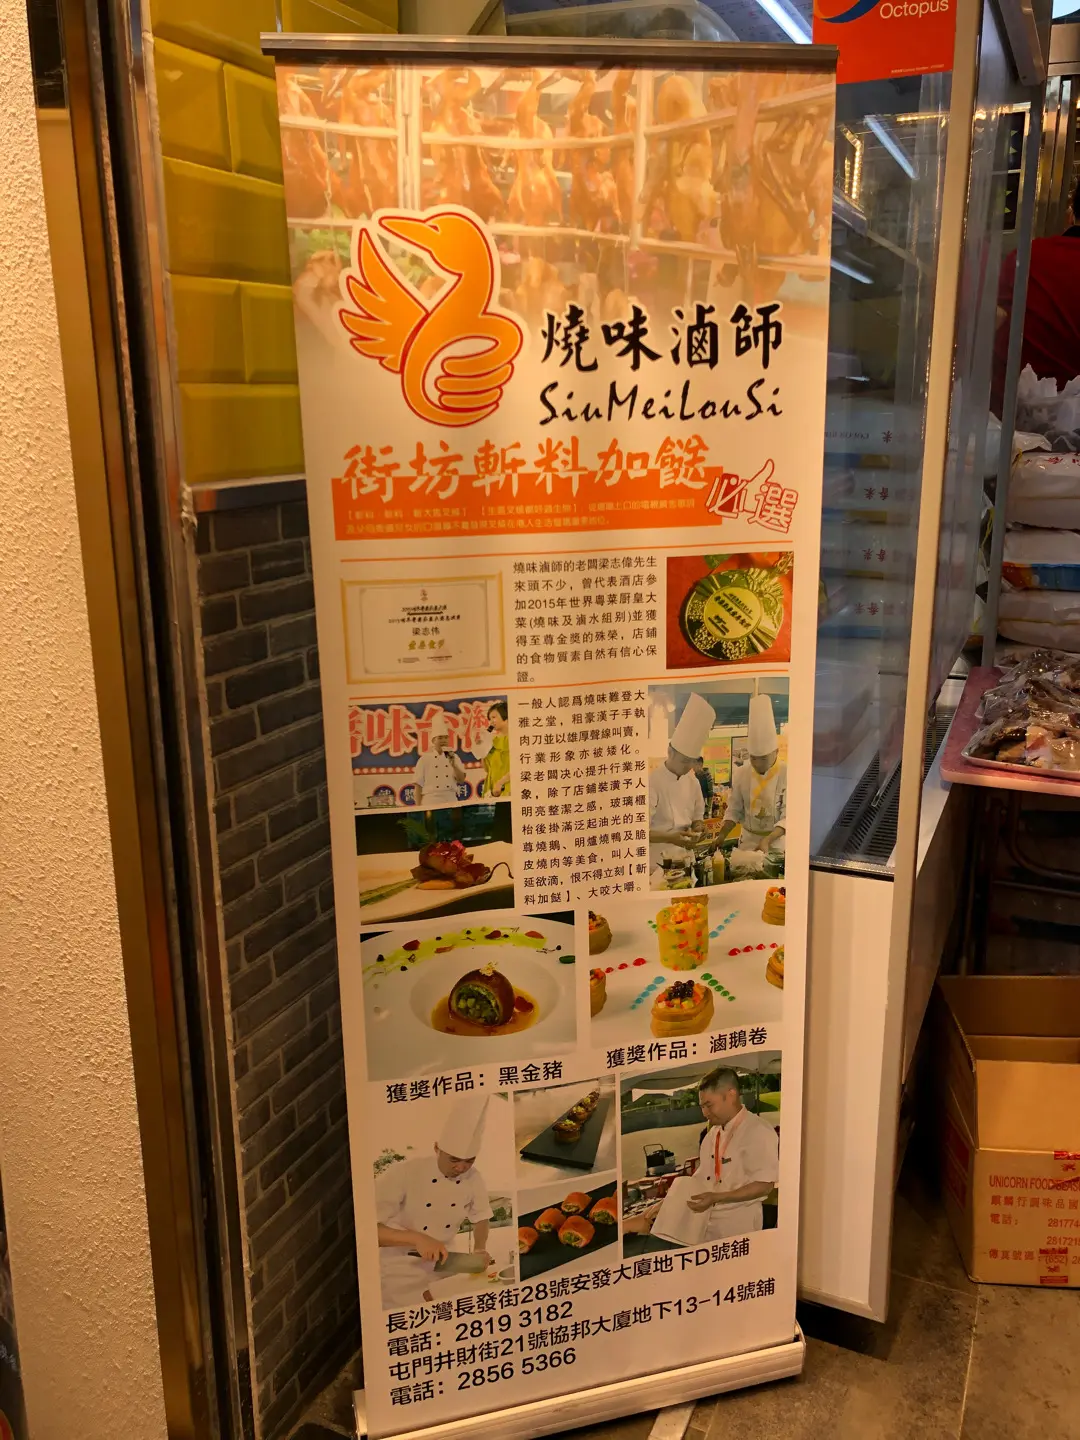 Octopus
燒味滷師
SiuMeiLouSi
街坊斬料加餸
必選
梁志伟
燒味滷師的老闆梁志偉先生
來頭不少，曾代表酒店參
加2015年世界粵菜厨皇大
菜(燒味及滷水組別)並獲
得至尊金獎的殊榮，店鋪
的食物質素自然有信心保
證。
一般人認爲燒味難登大
雅之堂，粗豪漢子手執
肉刀並以雄厚聲線叫賣，
行業形象亦被矮化。
梁老闆決心提升行業形
象，除了店鋪裝潢予人
明亮整潔之感，玻璃櫃
枱後掛滿泛起油光的至
尊燒鵝、明爐燒鴨及脆
皮燒肉等美食，叫人垂
延欲滴，恨不得立刻【斬
料加餸】、大咬大嚼。
味台灣
獲獎作品：黑金豬
獲獎作品：滷鵝卷
長沙灣長發街28號安發大廈地下D號舖
電話：2819 3182
屯門井財街21號協邦大廈地下13-14號舖
電話：2856 5366
UNICORN FOOD
電話：